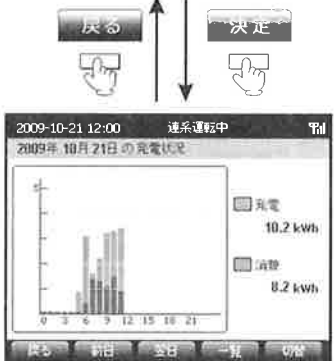 戻る 決定
2009-10-21 12:00 連系運転中
2009年 10月21日 の 発電状況
5
0 3 6 9 12 15 18 21
発電
10.2 kWh
消費
8.2 kWh
戻る 前日 翌日 一覧 切替